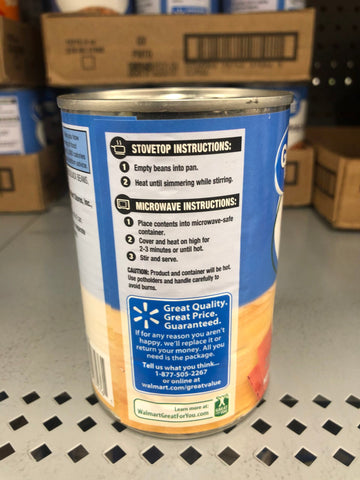 STOVETOP INSTRUCTIONS:
1 Empty beans into pan.
2 Heat until simmering while stirring.
MICROWAVE INSTRUCTIONS:
1 Place contents into microwave-safe
container.
2 Cover and heat on high for
2-3 minutes or until hot.
3 Stir and serve.
CAUTION: Product and container will be hot.
Use potholders and handle carefully to
avoid burns.
Great Quality.
Great Price.
Guaranteed.
If for any reason you aren't
happy, we'll replace it or
return your money. All you
need is the package.
Tell us what you think...
1-877-505-2267
or online at
walmart.com/greatvalue
Learn more at:
WalmartGreatForYou.com